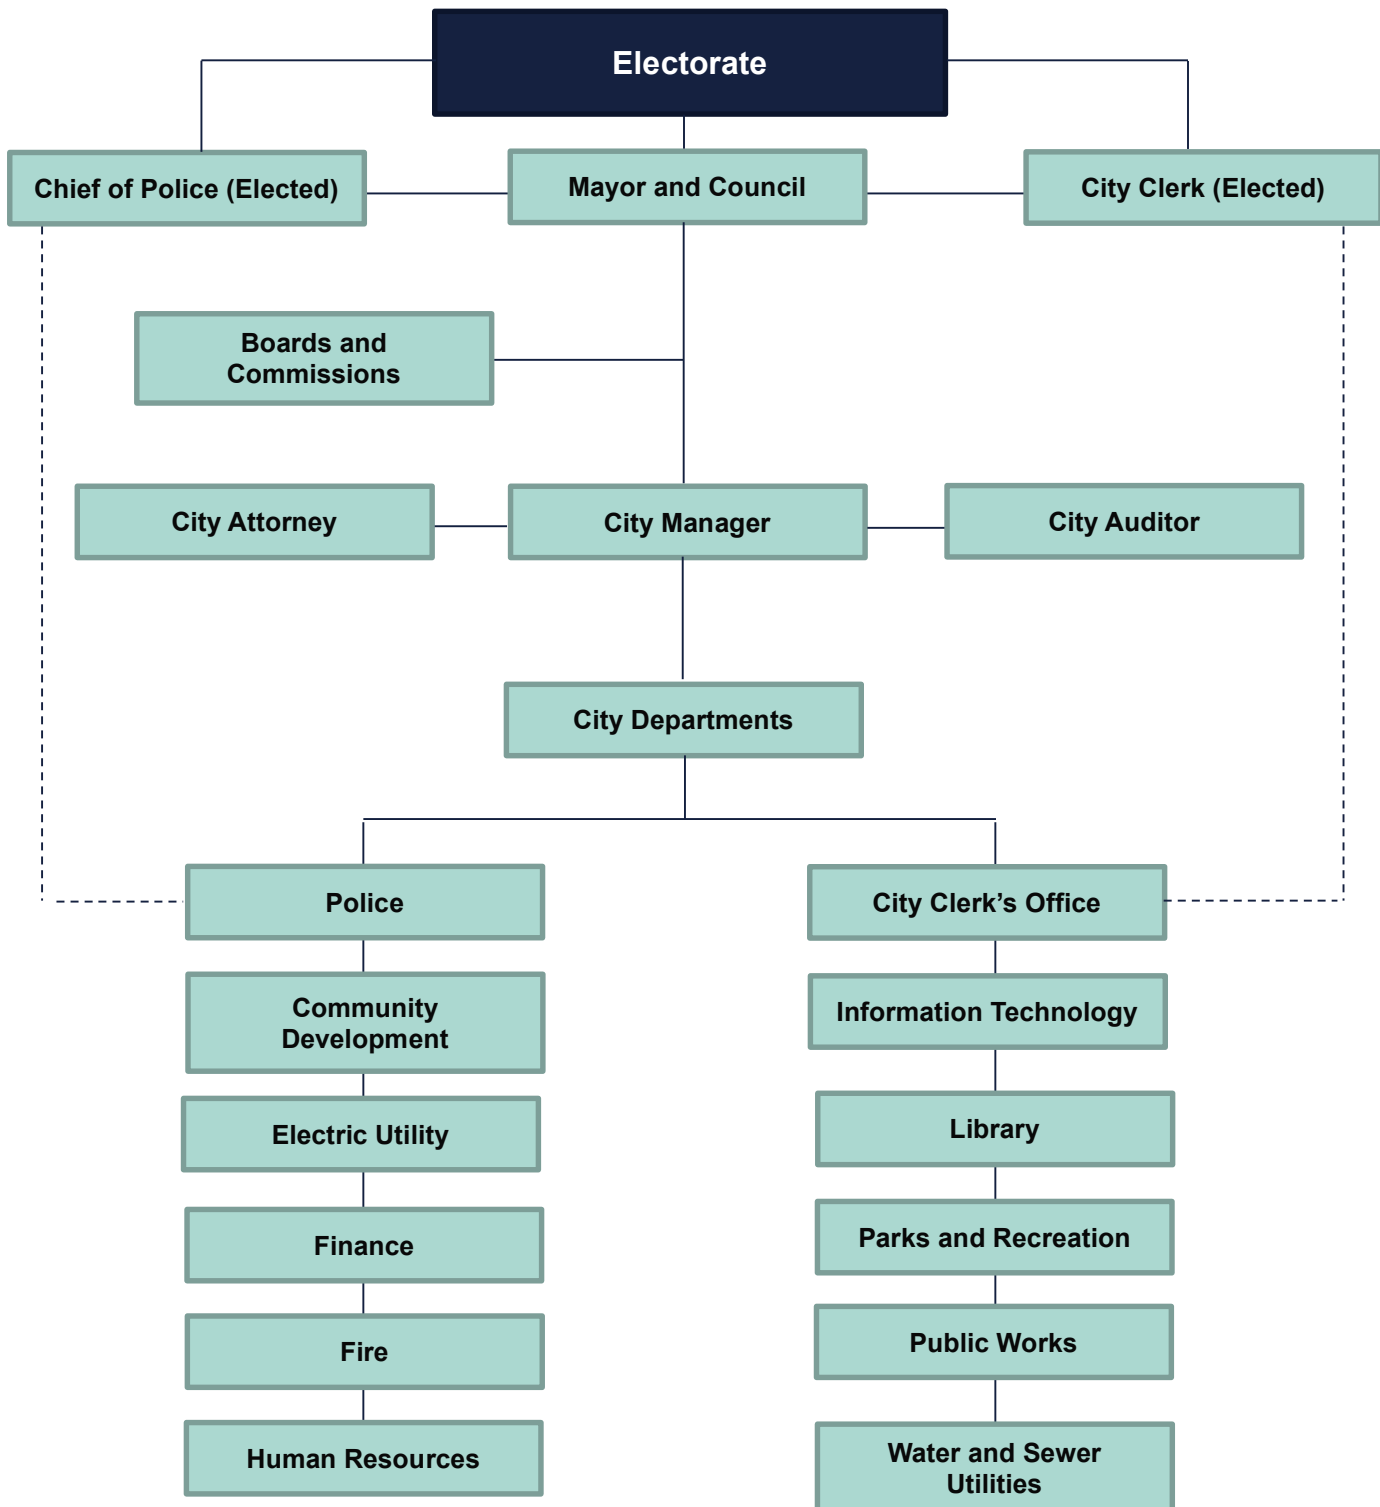 Electorate
Chief of Police (Elected)
Mayor and Council
City Clerk (Elected)
Boards and
Commissions
City Attorney
City Manager
City Auditor
City Departments
Police
City Clerk’s Office
Community
Development
Information Technology
Electric Utility
Library
Finance
Parks and Recreation
Fire
Public Works
Human Resources
Water and Sewer
Utilities